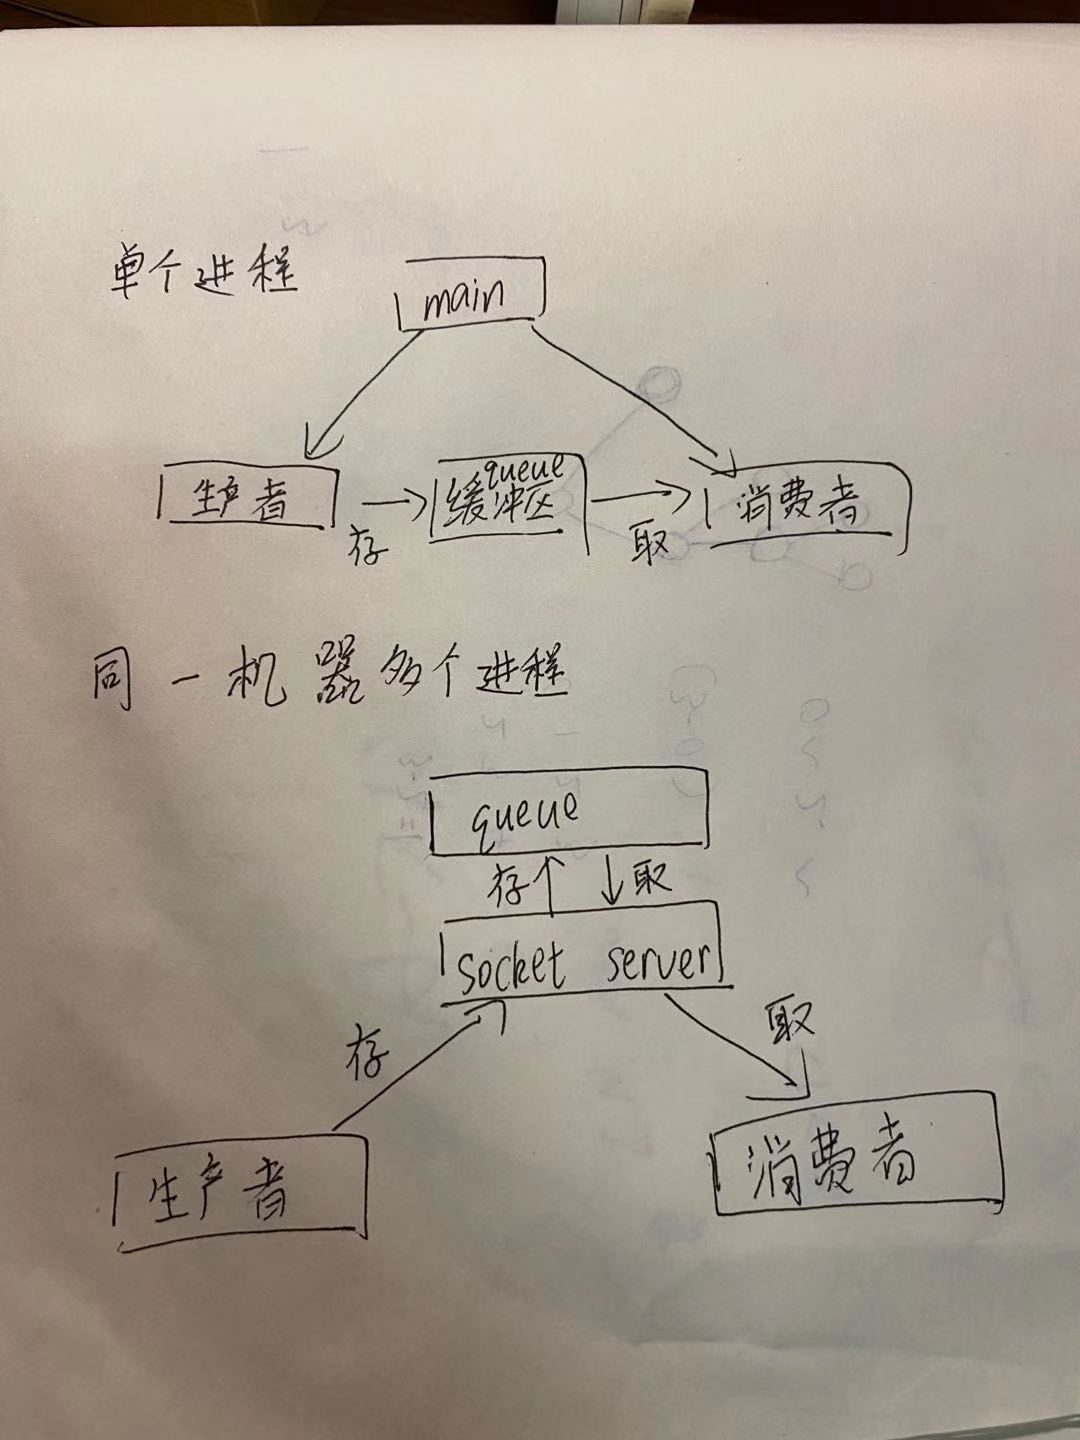 单个进程
main
生产者
存
queue
缓冲区
取
消费者
同一机器多个进程
queue
存
取
socket server
存
取
生产者
消费者